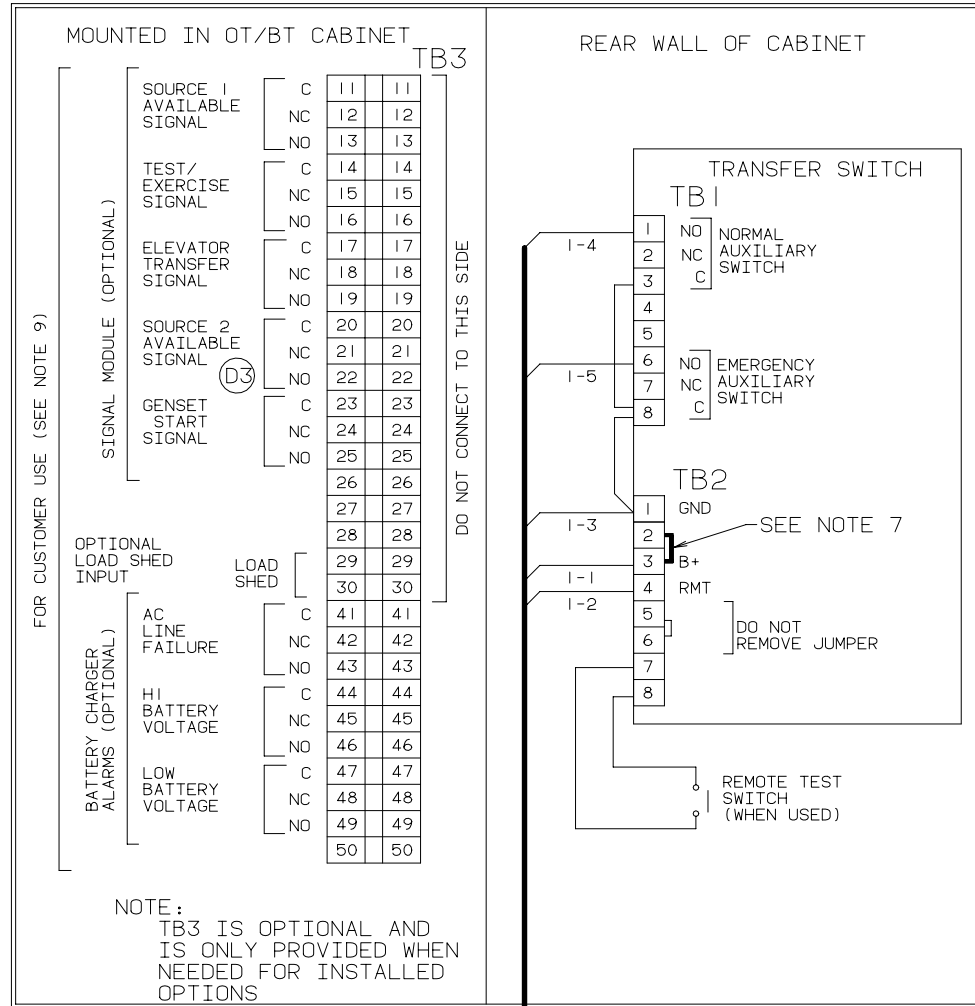 MOUNTED IN OT/BT CABINET
TB3
FOR CUSTOMER USE (SEE NOTE 9)
SIGNAL MODULE (OPTIONAL)
SOURCE 1
AVAILABLE
SIGNAL
C 11 11
NC 12 12
NO 13 13
TEST/
EXERCISE
SIGNAL
C 14 14
NC 15 15
NO 16 16
ELEVATOR
TRANSFER
SIGNAL
C 17 17
NC 18 18
NO 19 19
SOURCE 2
AVAILABLE
SIGNAL
D3
C 20 20
NC 21 21
NO 22 22
GENSET
START
SIGNAL
C 23 23
NC 24 24
NO 25 25
26 26
27 27
28 28
OPTIONAL
LOAD SHED
INPUT
LOAD
SHED
29 29
30 30
DO NOT CONNECT TO THIS SIDE
BATTERY CHARGER
ALARMS (OPTIONAL)
AC
LINE
FAILURE
C 41 41
NC 42 42
NO 43 43
HI
BATTERY
VOLTAGE
C 44 44
NC 45 45
NO 46 46
LOW
BATTERY
VOLTAGE
C 47 47
NC 48 48
NO 49 49
50 50
NOTE:
TB3 IS OPTIONAL AND
IS ONLY PROVIDED WHEN
NEEDED FOR INSTALLED
OPTIONS
REAR WALL OF CABINET
TRANSFER SWITCH
TB1
1 NO
2 NC
3 C
NORMAL
AUXILIARY
SWITCH
4
5
6 NO
7 NC
8 C
EMERGENCY
AUXILIARY
SWITCH
1-4
1-5
TB2
1 GND
2
3 B+
4 RMT
5
6
7
8
SEE NOTE 7
1-3
1-1
1-2
DO NOT
REMOVE JUMPER
REMOTE TEST
SWITCH
(WHEN USED)